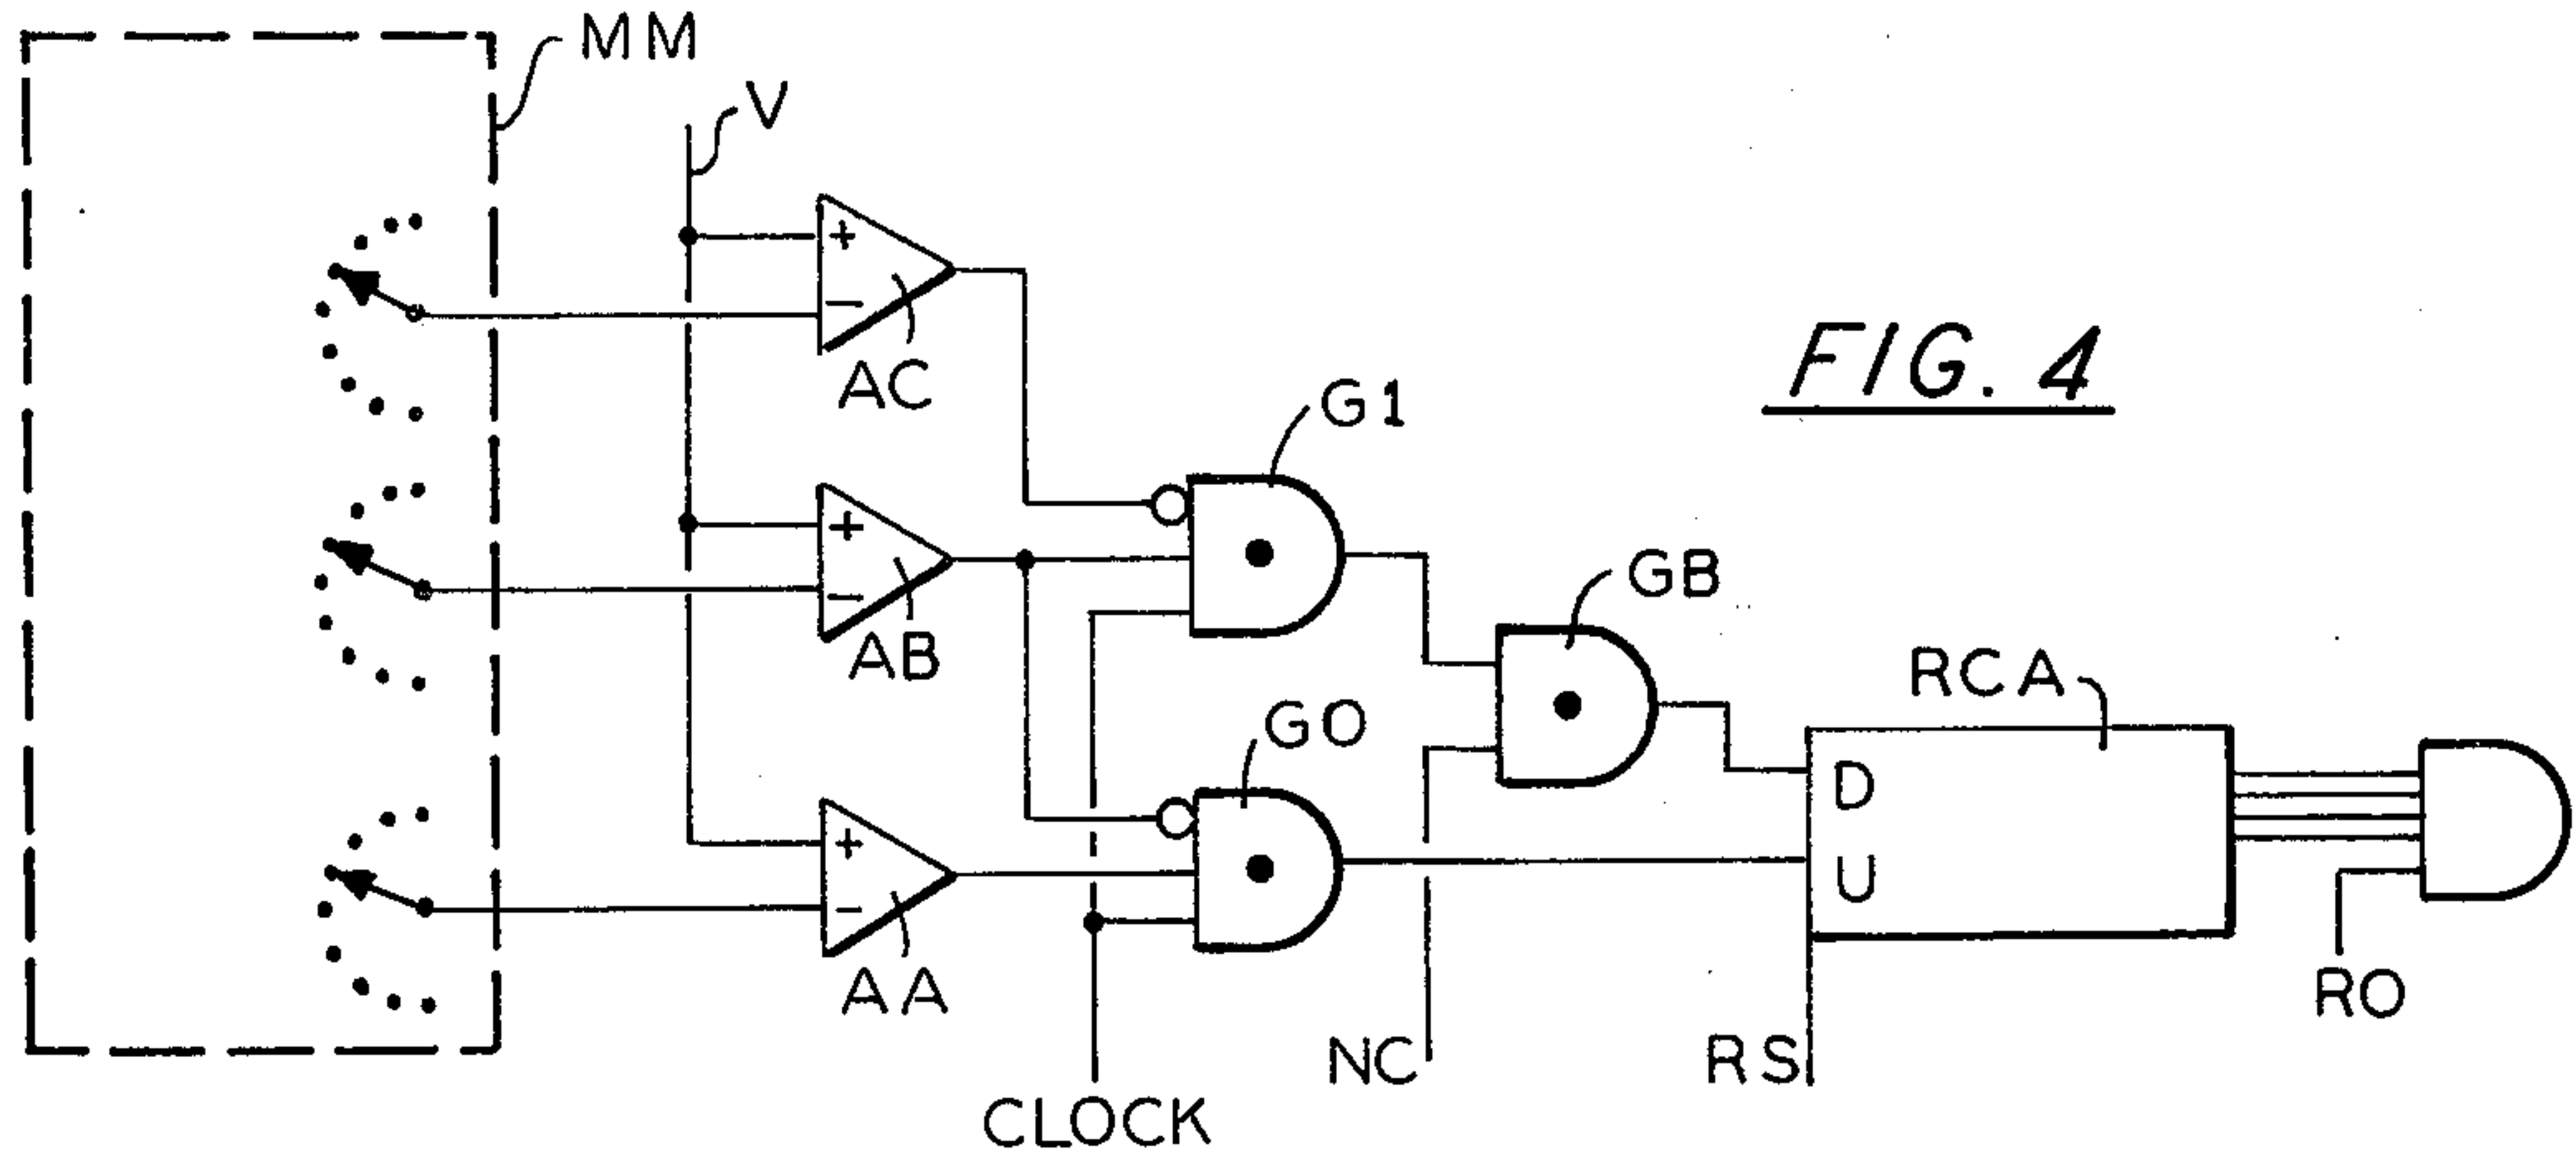 MM
V
+
−
AC
FIG. 4
G1
+
−
AB
GB
RCA
GO
D
+
U
−
AA
RO
NC
RS
CLOCK